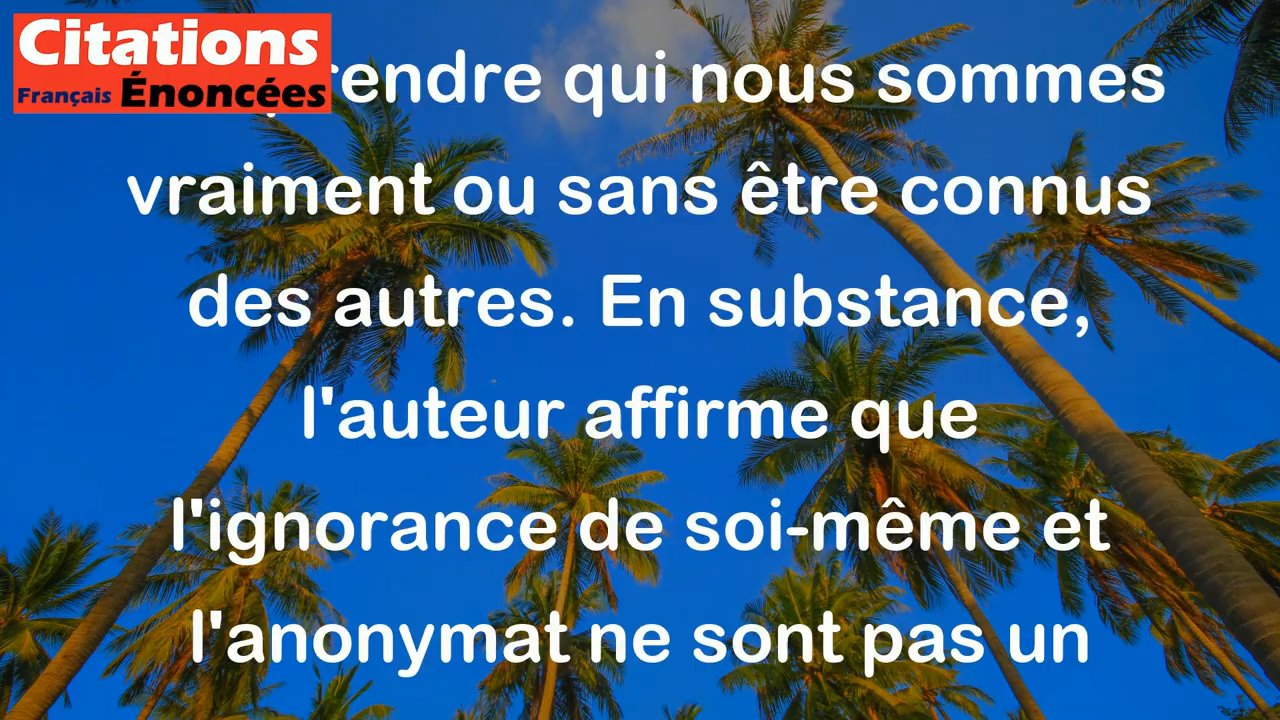 Citations
Français Énoncées
qui nous sommes
vraiment ou sans être connus
des autres. En substance,
l'auteur affirme que
l'ignorance de soi-même et
l'anonymat ne sont pas un